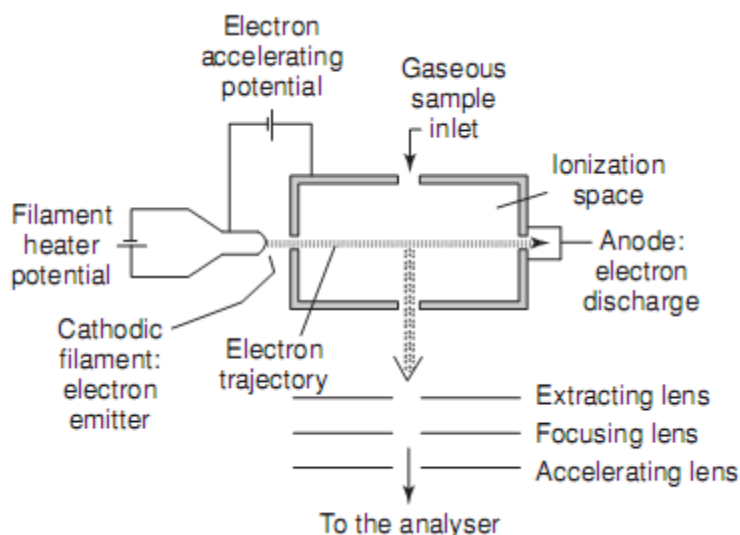 Electron
accelerating
potential
Gaseous
sample
inlet
Ionization
space
Filament
heater
potential
Anode:
electron
discharge
Cathodic
filament:
electron
emitter
Electron
trajectory
Extracting lens
Focusing lens
Accelerating lens
To the analyser